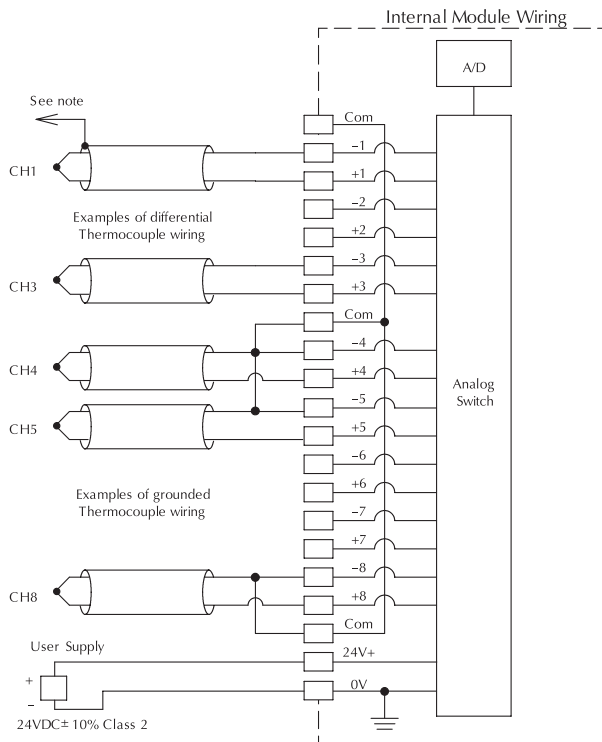 Internal Module Wiring
A/D
See note
Com
–1
CH1
+1
–2
Examples of differential
Thermocouple wiring
+2
–3
CH3
+3
Com
–4
CH4
+4
Analog
Switch
–5
CH5
+5
–6
+6
Examples of grounded
Thermocouple wiring
–7
+7
–8
CH8
+8
Com
User Supply
24V+
+
0V
–
24VDC± 10% Class 2